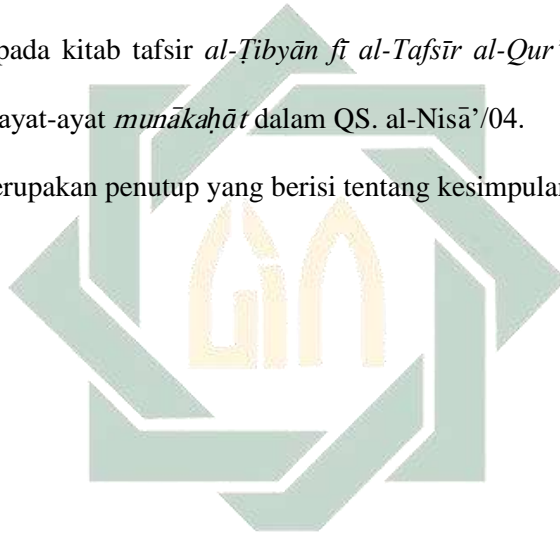 pada kitab tafsir al-Ṭibyān fī al-Tafsīr al-Qur’
ayat-ayat munākaḥāt dalam QS. al-Nisā’/04.
erupakan penutup yang berisi tentang kesimpulan